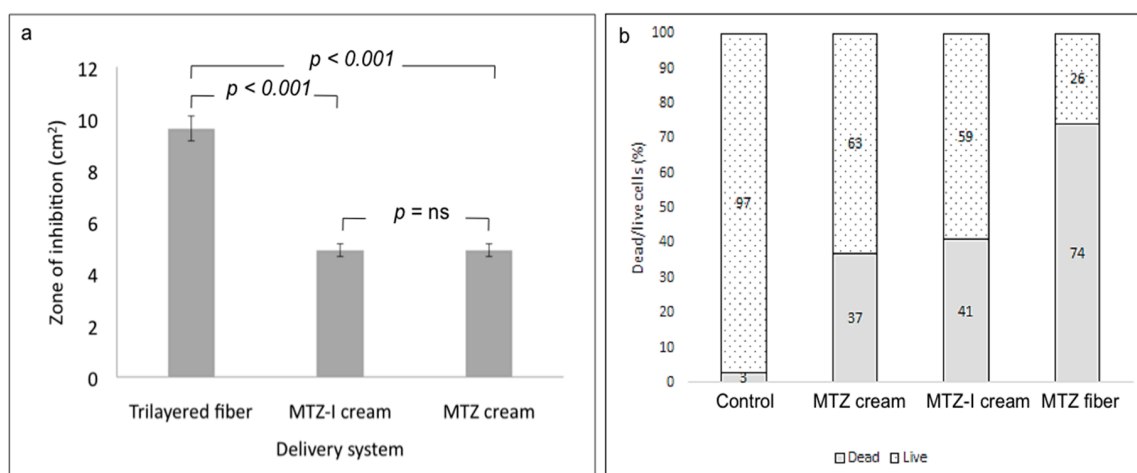 a
12
10
8
6
4
2
0
Zone of inhibition (cm²)
p < 0.001
p < 0.001
p = ns
Trilayered fiber MTZ-I cream MTZ cream
Delivery system
b
100
90
80
70
60
50
40
30
20
10
0
Dead/live cells (%)
97
3
63
37
59
41
26
74
Control MTZ cream MTZ-I cream MTZ fiber
Dead Live